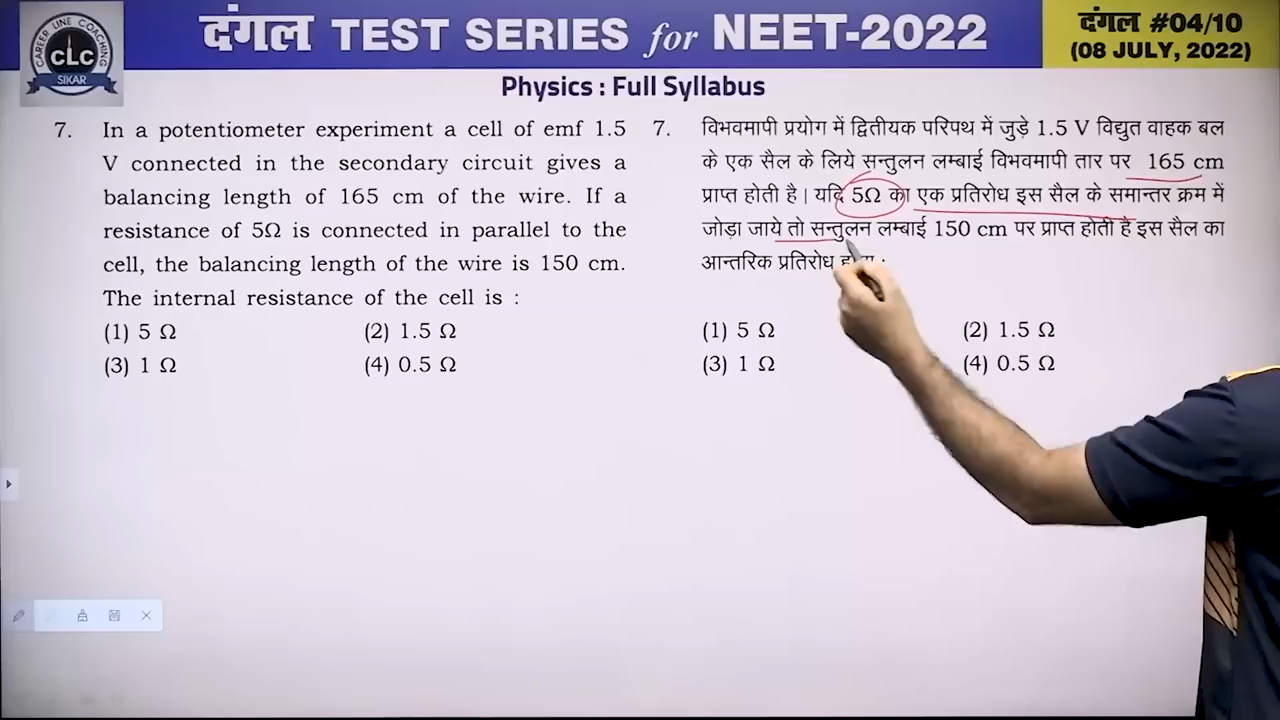 CAREER LINE COACHING
CLC
SIKAR
दंगल TEST SERIES for NEET-2022
दंगल #04/10
(08 JULY, 2022)
Physics : Full Syllabus
7. In a potentiometer experiment a cell of emf 1.5
V connected in the secondary circuit gives a
balancing length of 165 cm of the wire. If a
resistance of 5Ω is connected in parallel to the
cell, the balancing length of the wire is 150 cm.
The internal resistance of the cell is :
(1) 5 Ω (2) 1.5 Ω
(3) 1 Ω (4) 0.5 Ω
7. विभवमापी प्रयोग में द्वितीयक परिपथ में जुड़े 1.5 V विद्युत वाहक बल
के एक सैल के लिये सन्तुलन लम्बाई विभवमापी तार पर 165 cm
प्राप्त होती है। यदि 5Ω का एक प्रतिरोध इस सैल के समान्तर क्रम में
जोड़ा जाये तो सन्तुलन लम्बाई 150 cm पर प्राप्त होती है इस सैल का
आन्तरिक प्रतिरोध :
(1) 5 Ω (2) 1.5 Ω
(3) 1 Ω (4) 0.5 Ω